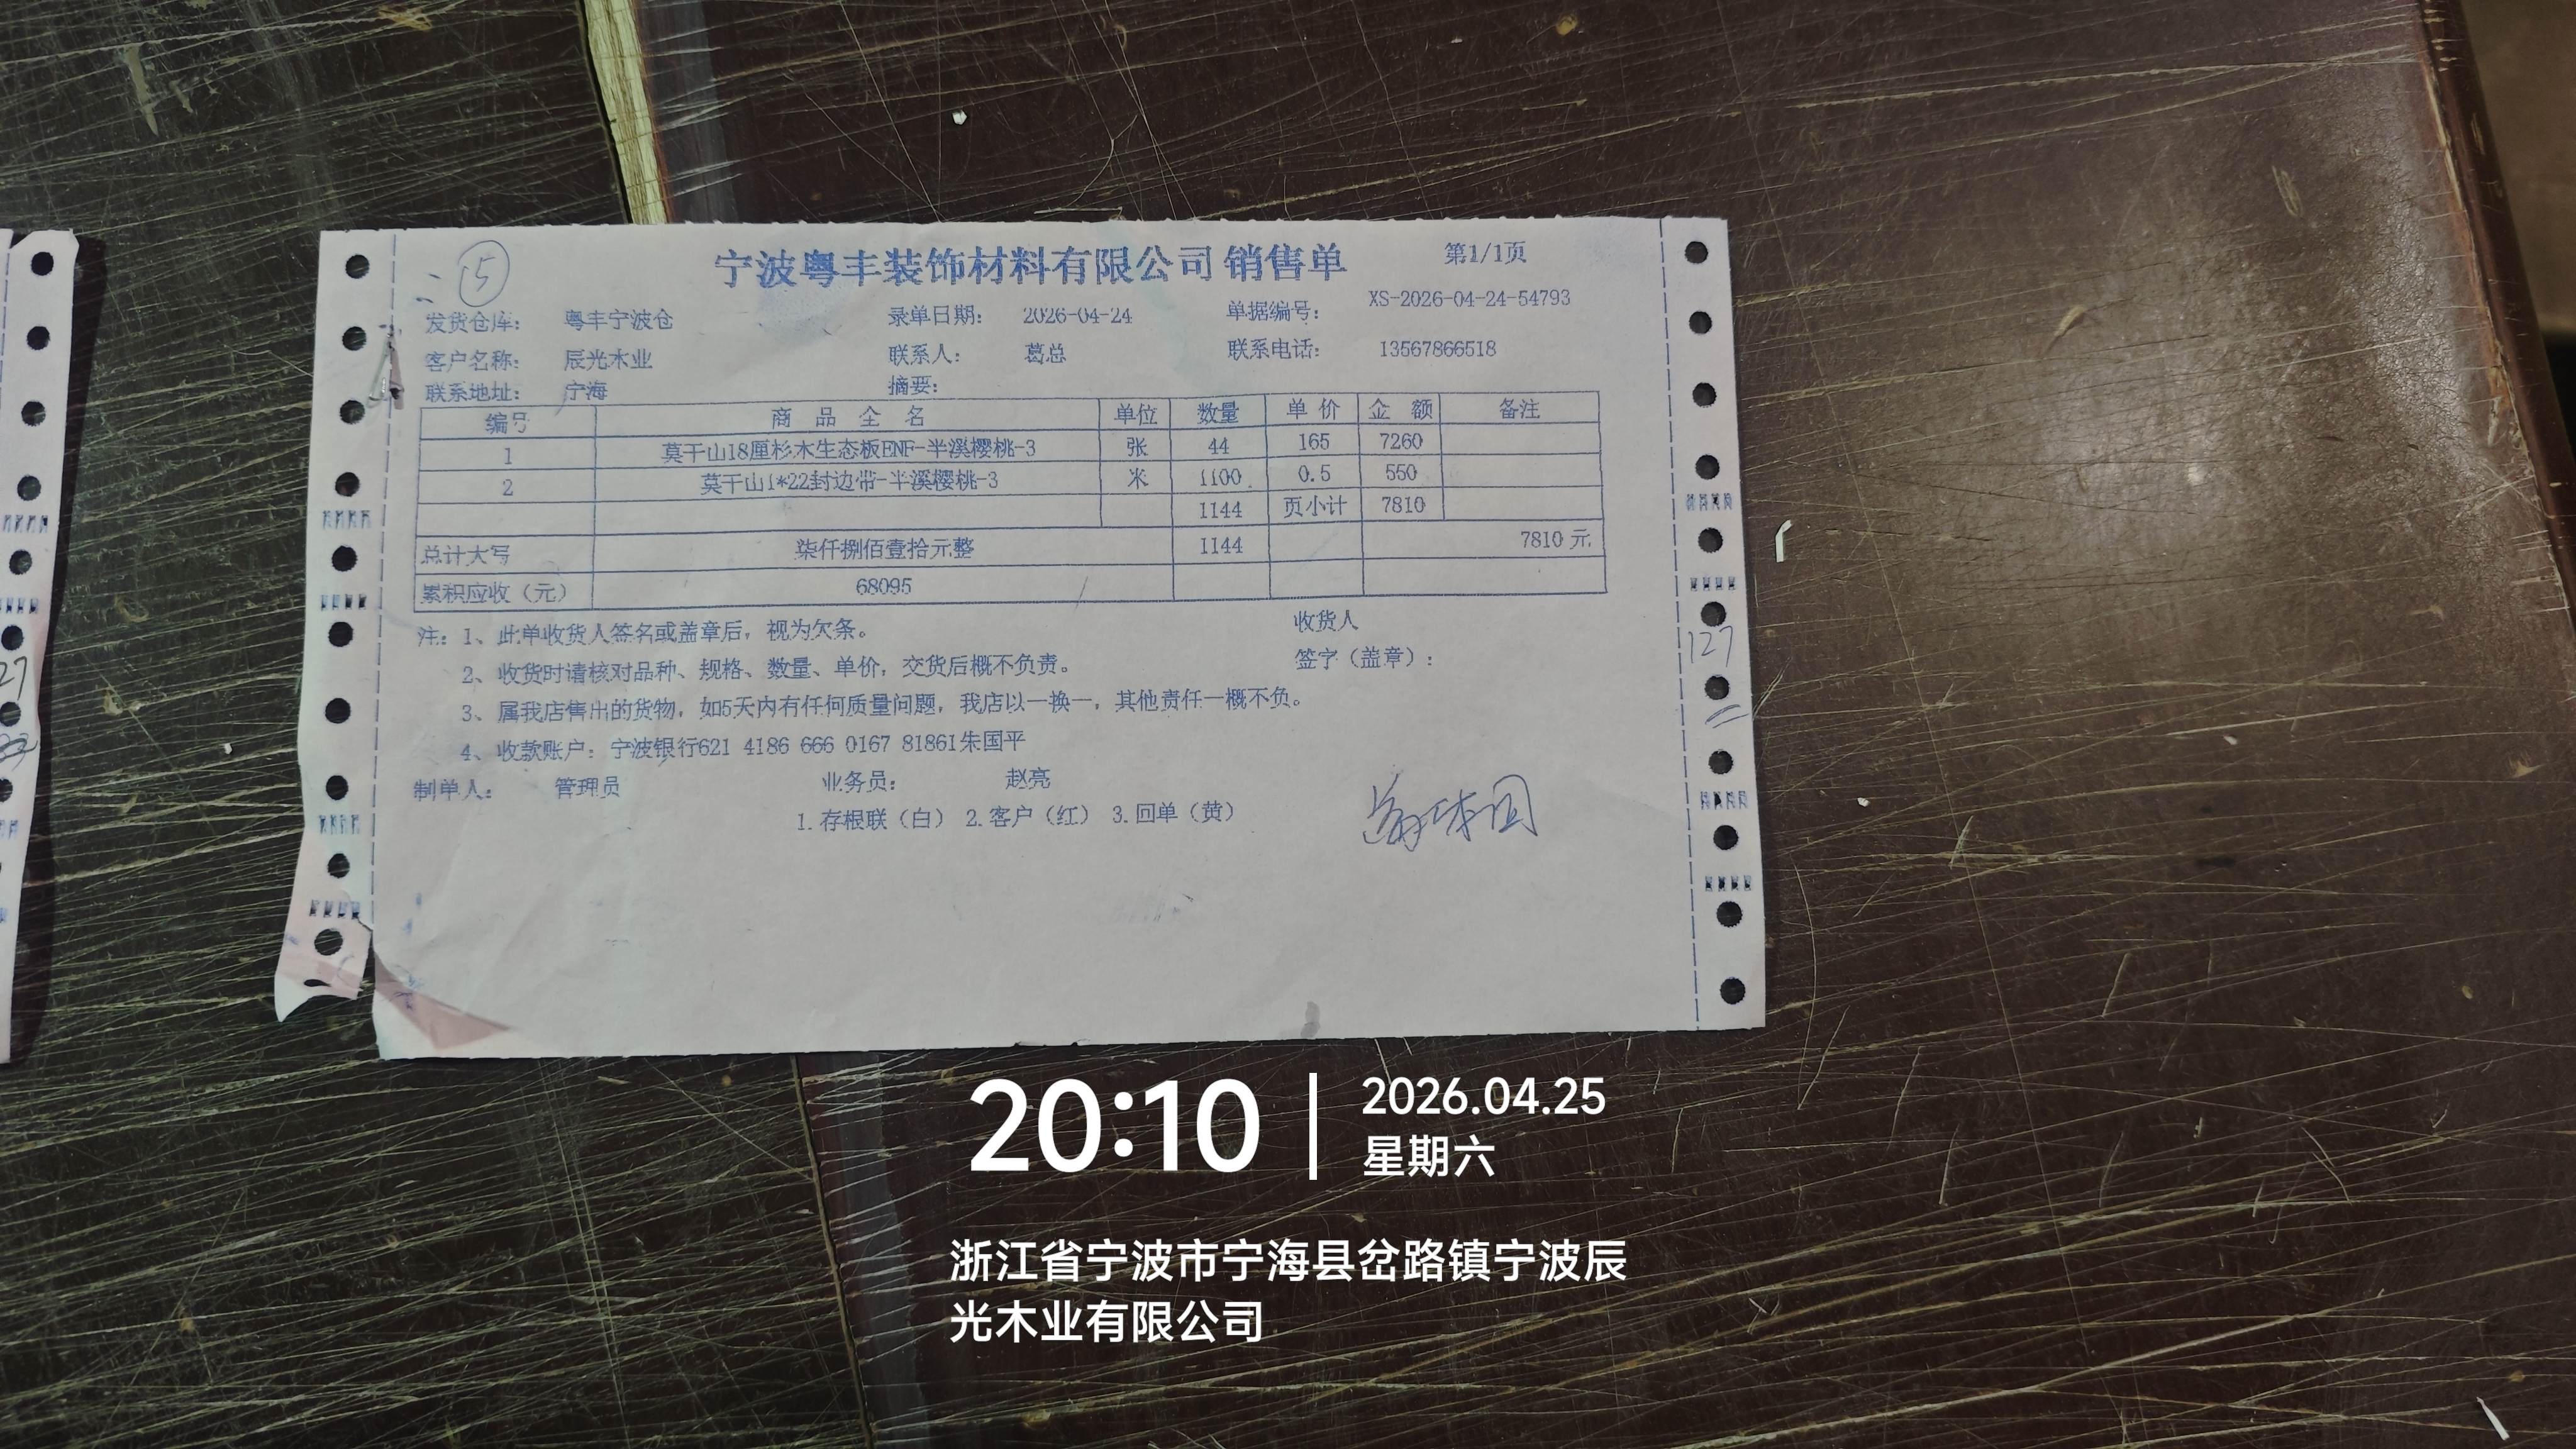 15
宁波粤丰装饰材料有限公司 销售单 第1/1页
发货仓库： 粤丰宁波仓 录单日期： 2026-04-24 单据编号： XS-2026-04-24-54793
客户名称： 辰光木业 联系人： 葛总 联系电话： 13567866518
联系地址： 宁海 摘要：
编号 商品全名 单位 数量 单价 金额 备注
1 莫干山18厘杉木生态板ENF-半溪樱桃-3 张 44 165 7260
2 莫干山1*22封边带-半溪樱桃-3 米 1100 0.5 550
1144 页小计 7810
总计大写 柒仟捌佰壹拾元整 1144 7810 元
累积应收（元） 68095
注：1、此单收货人签名或盖章后，视为欠条。 收货人
2、收货时请核对品种、规格、数量、单价，交货后概不负责。 签字（盖章）：
127
3、属我店售出的货物，如5天内有任何质量问题，我店以一换一，其他责任一概不负。
4、收款账户：宁波银行621 4186 666 0167 81861朱国平
制单人： 管理员 业务员： 赵亮
1.存根联（白） 2.客户（红） 3.回单（黄）
27
20:10 2026.04.25
星期六
浙江省宁波市宁海县岔路镇宁波辰
光木业有限公司